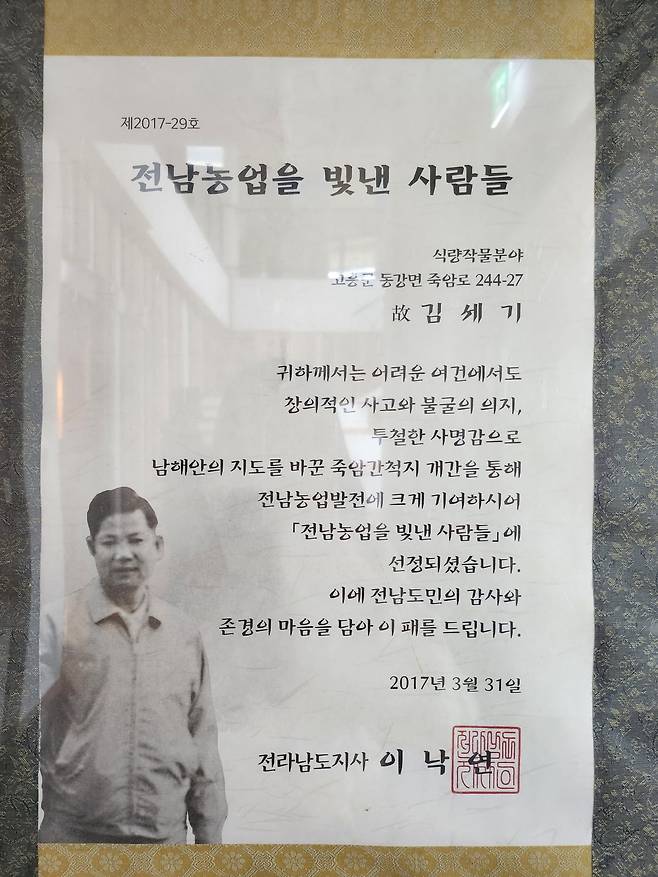 제2017-29호
전남농업을 빛낸 사람들
식량작물분야
고흥군 동강면 죽암로 244-27
故 김 세 기
귀하께서는 어려운 여건에서도
창의적인 사고와 불굴의 의지,
투철한 사명감으로
남해안의 지도를 바꾼 죽암간척지 개간을 통해
전남농업발전에 크게 기여하시어
「전남농업을 빛낸 사람들」에
선정되셨습니다.
이에 전남도민의 감사와
존경의 마음을 담아 이 패를 드립니다.
2017년 3월 31일
전라남도지사 이 낙 연